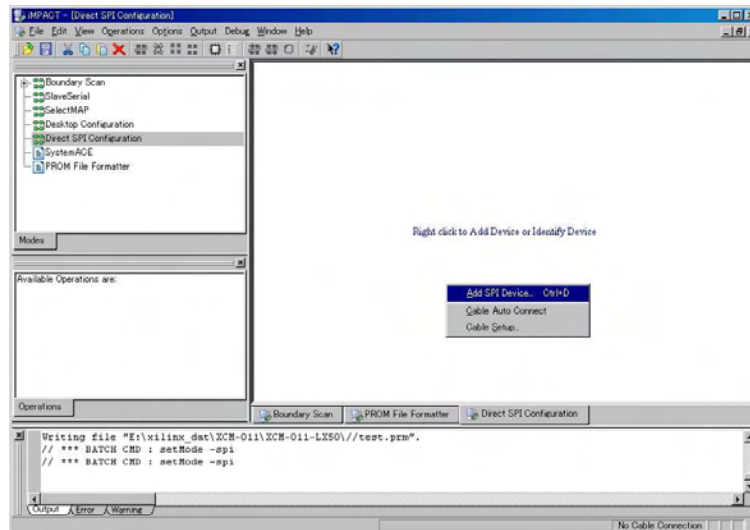 iMPACT - [Direct SPI Configuration]
File Edit View Operations Options Output Debug Window Help
Boundary Scan
SlaveSerial
SelectMAP
Desktop Configuration
Direct SPI Configuration
SystemACE
PROM File Formatter
Modes
Right click to Add Device or Identify Device
Add SPI Device... Ctrl+D
Cable Auto Connect
Cable Setup...
Available Operations are:
Operations
Boundary Scan
PROM File Formatter
Direct SPI Configuration
Writing file "E:\xilinx_dat\XCM-011\XCM-011-LX50\//test.prm".
// *** BATCH CMD : setMode -spi
// *** BATCH CMD : setMode -spi
Output Error Warning
No Cable Connection